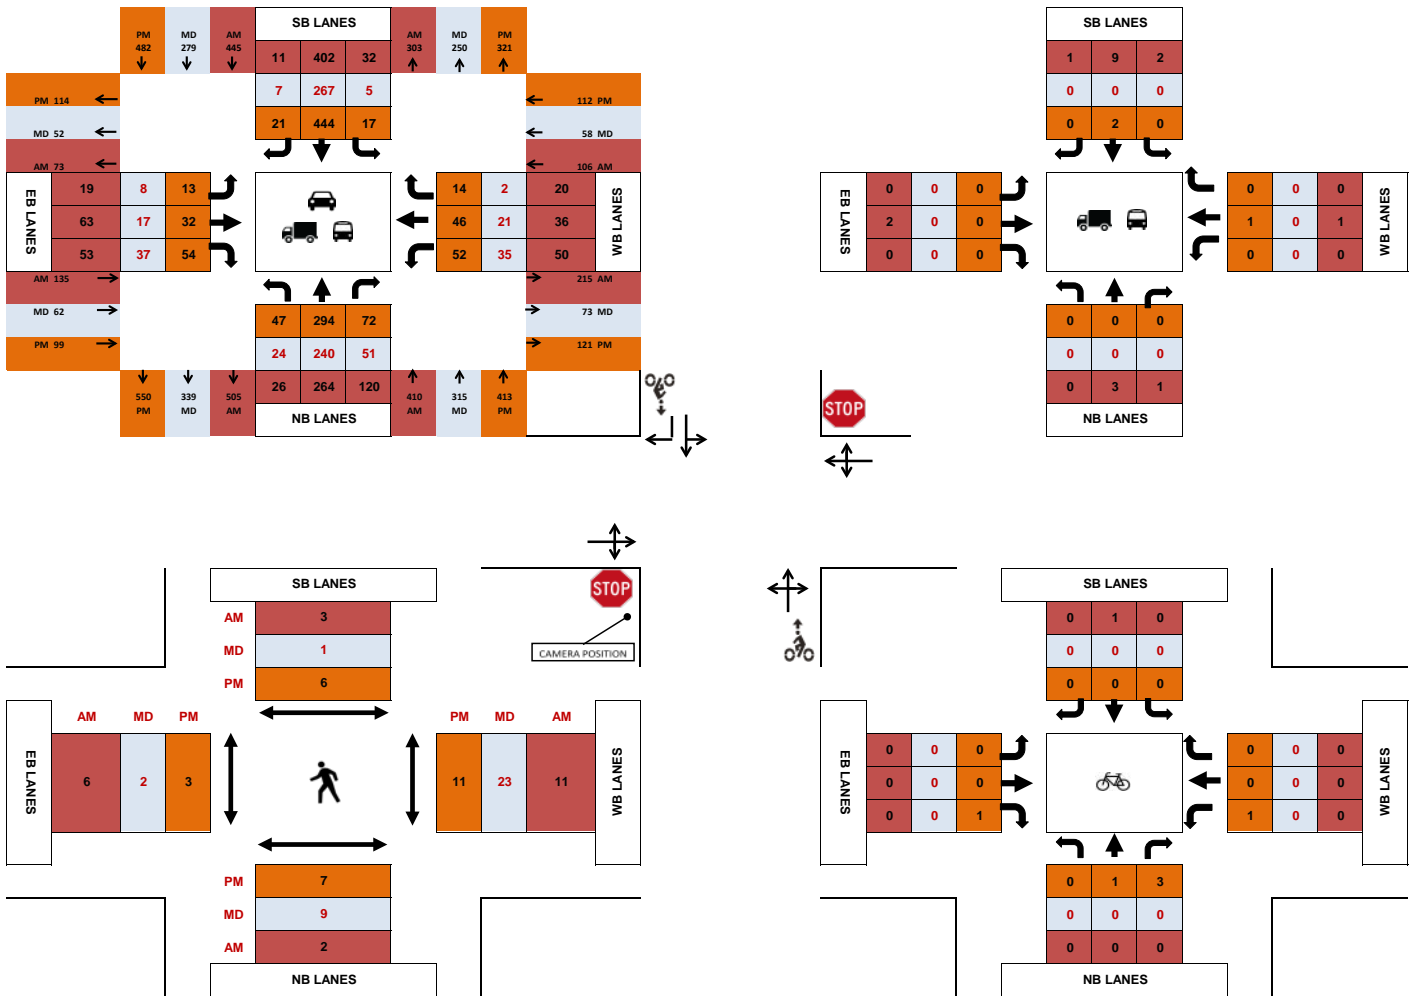 SB LANES
PM MD AM
482 279 445
11 402 32
7 267 5
21 444 17
AM MD PM
303 250 321
PM 114
MD 52
AM 73
112 PM
58 MD
106 AM
EB LANES
19 8 13
63 17 32
53 37 54
14 2 20
46 21 36
52 35 50
WB LANES
AM 135
MD 62
PM 99
215 AM
73 MD
121 PM
47 294 72
24 240 51
26 264 120
NB LANES
550 339 505
PM MD AM
410 315 413
AM MD PM
SB LANES
1 9 2
0 0 0
0 2 0
EB LANES
0 0 0
2 0 0
0 0 0
0 0 0
1 0 1
0 0 0
WB LANES
0 0 0
0 0 0
0 3 1
NB LANES
STOP
STOP
CAMERA POSITION
SB LANES
AM 3
MD 1
PM 6
EB LANES
AM MD PM
6 2 3
PM MD AM
11 23 11
WB LANES
PM 7
MD 9
AM 2
NB LANES
SB LANES
0 1 0
0 0 0
0 0 0
EB LANES
0 0 0
0 0 0
0 0 1
0 0 0
0 0 0
1 0 0
WB LANES
0 1 3
0 0 0
0 0 0
NB LANES